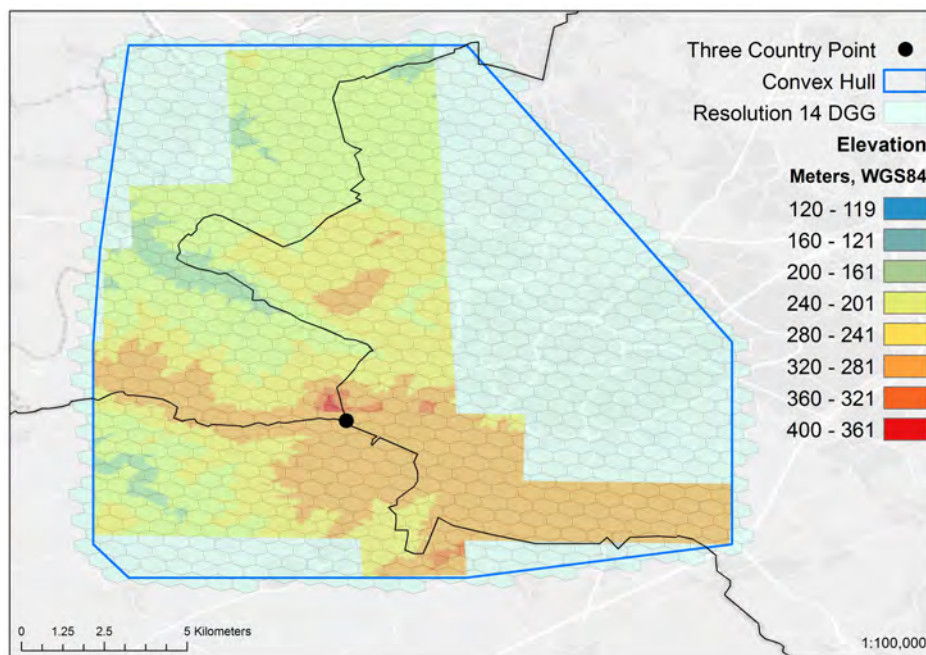 Three Country Point
Convex Hull
Resolution 14 DGG
Elevation
Meters, WGS84
120 - 119
160 - 121
200 - 161
240 - 201
280 - 241
320 - 281
360 - 321
400 - 361
0 1.25 2.5 5 Kilometers
1:100,000